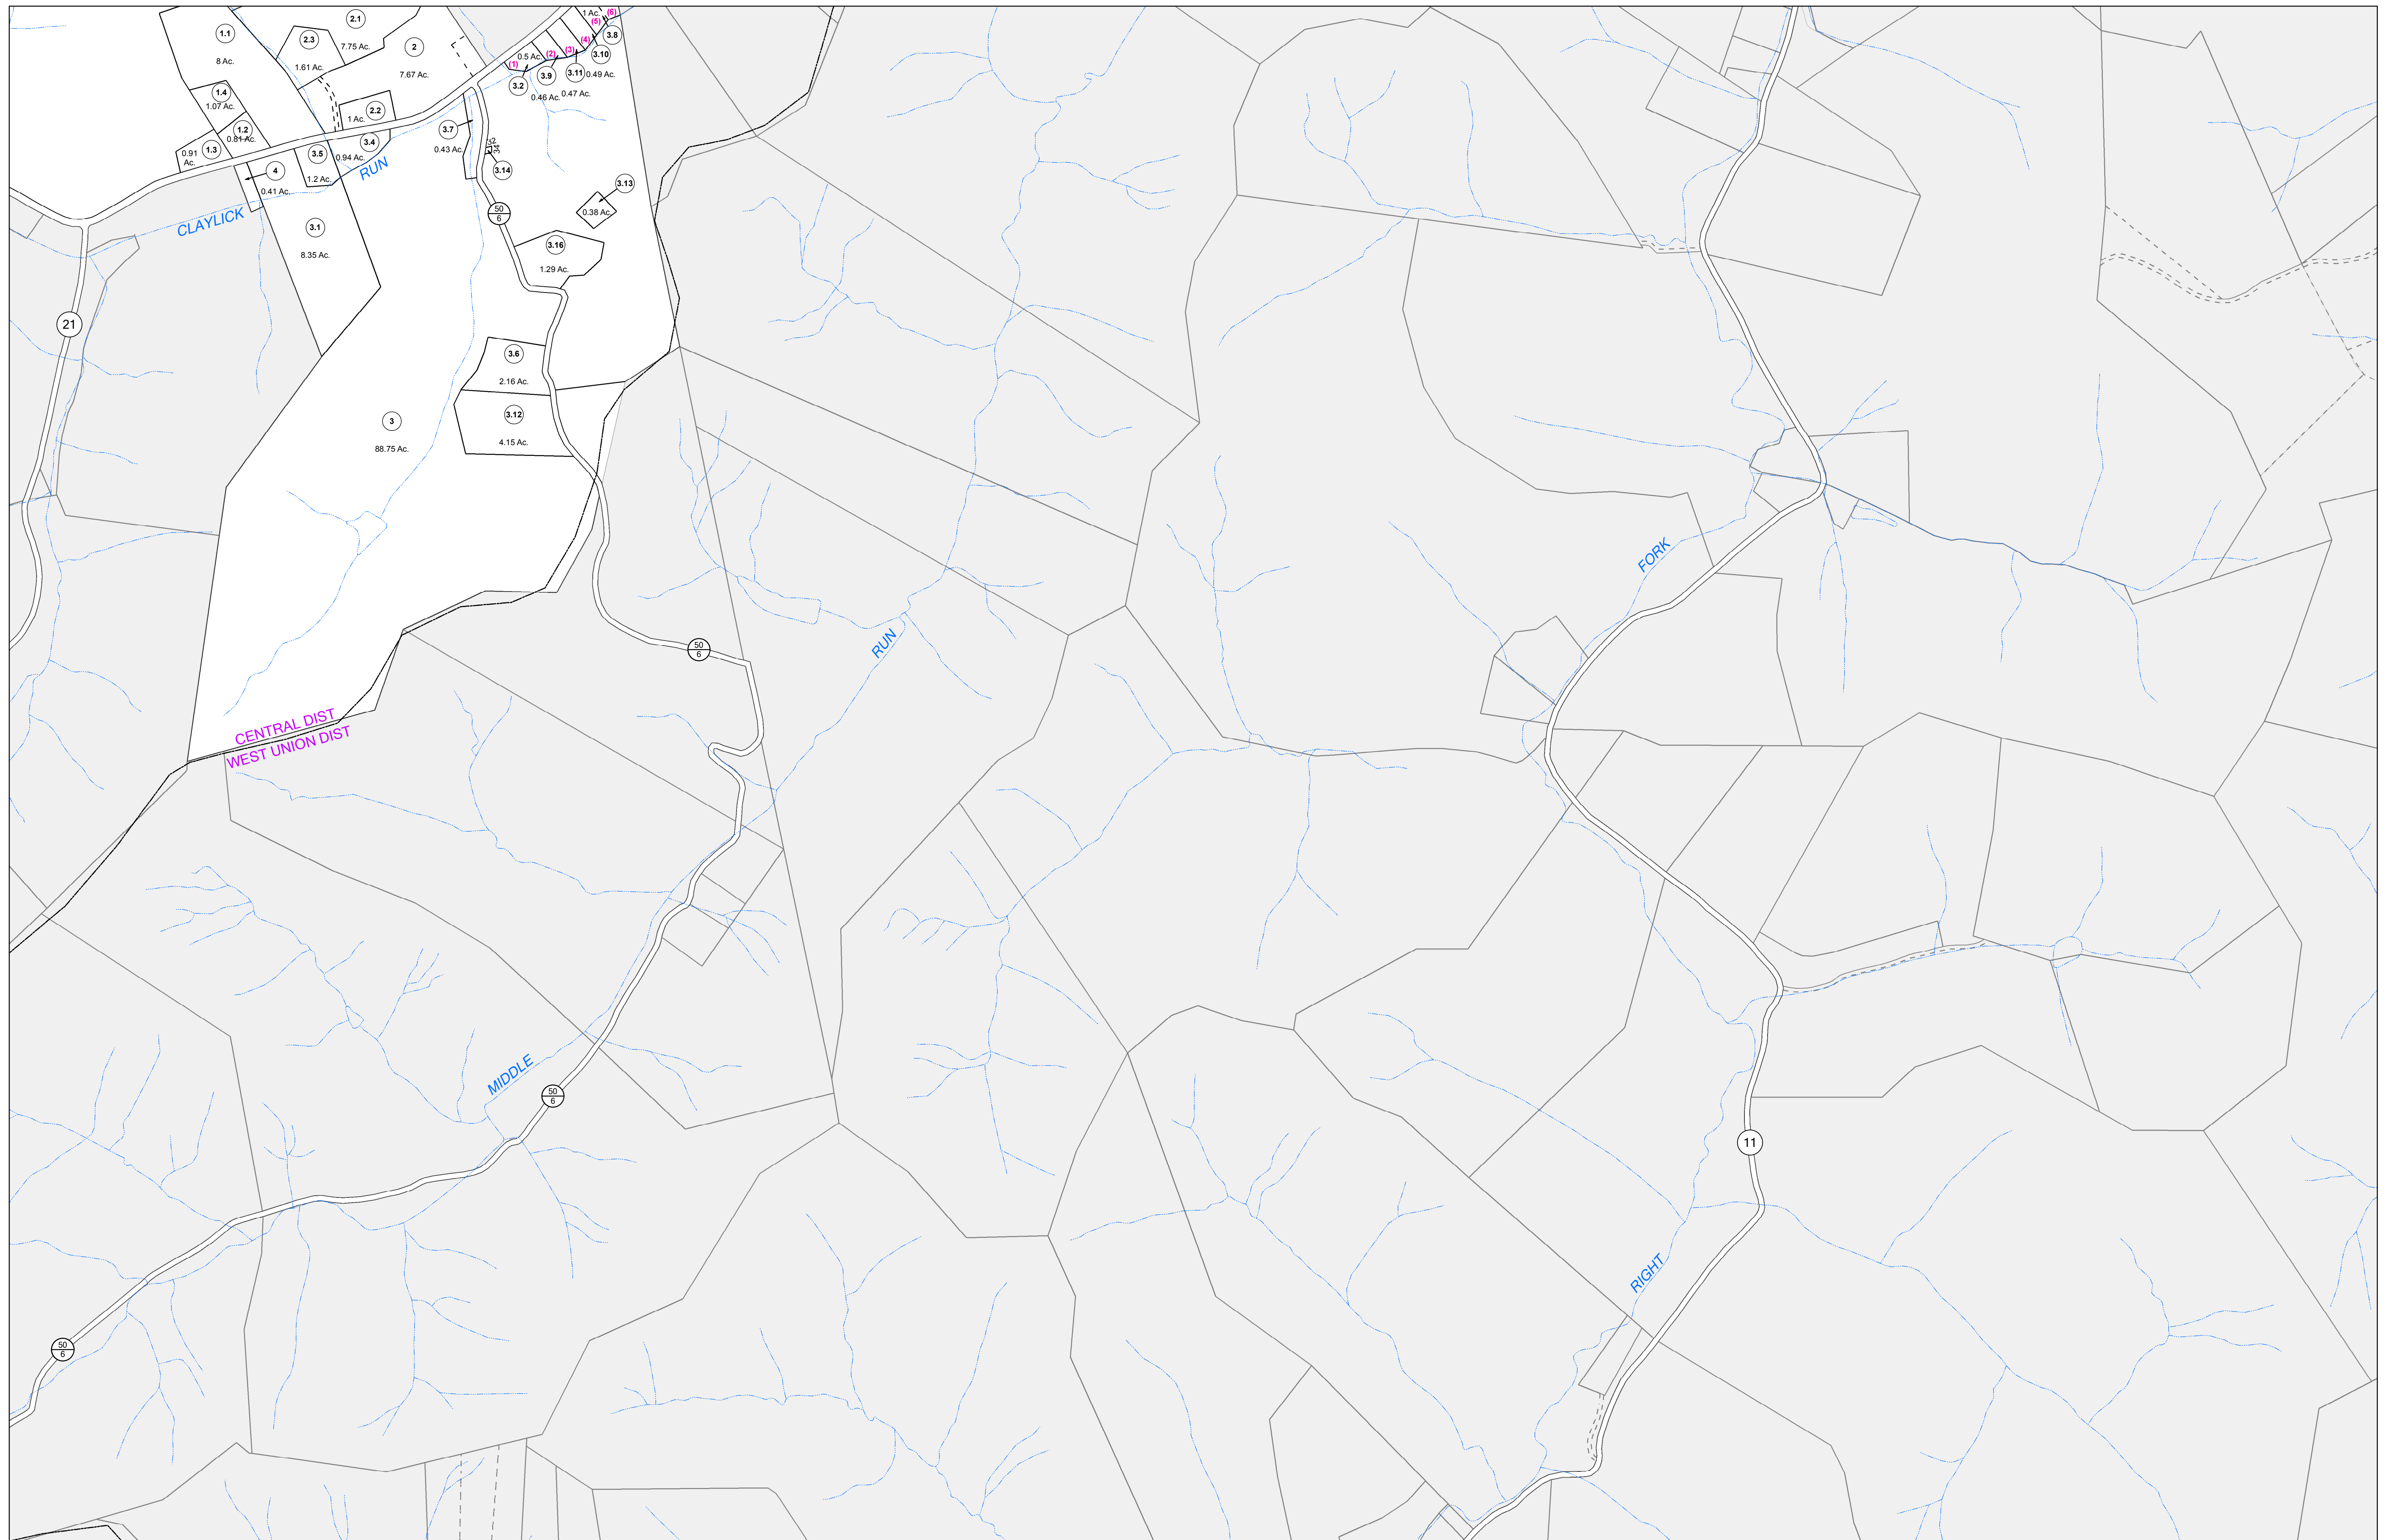 2.1
7.75 Ac.
1.1
8 Ac.
2.3
1.61 Ac.
2
7.67 Ac.
1 Ac.
(6)
(5)
3.8
(4)
3.10
(3)
3.11
0.49 Ac.
(2)
3.9
0.5 Ac.
(1)
3.2
0.46 Ac.
0.47 Ac.
1.4
1.07 Ac.
2.2
1 Ac.
1.2
0.81 Ac.
1.3
0.91
Ac.
3.5
1.2 Ac.
3.4
0.94 Ac.
3.7
0.43 Ac.
32
34
3.14
4
0.41 Ac.
RUN
CLAYLICK
3.13
0.38 Ac.
50
6
3.1
8.35 Ac.
3.16
1.29 Ac.
21
3.6
2.16 Ac.
3.12
4.15 Ac.
3
88.75 Ac.
FORK
RUN
50
6
CENTRAL DIST
WEST UNION DIST
MIDDLE
50
6
11
RIGHT
50
6